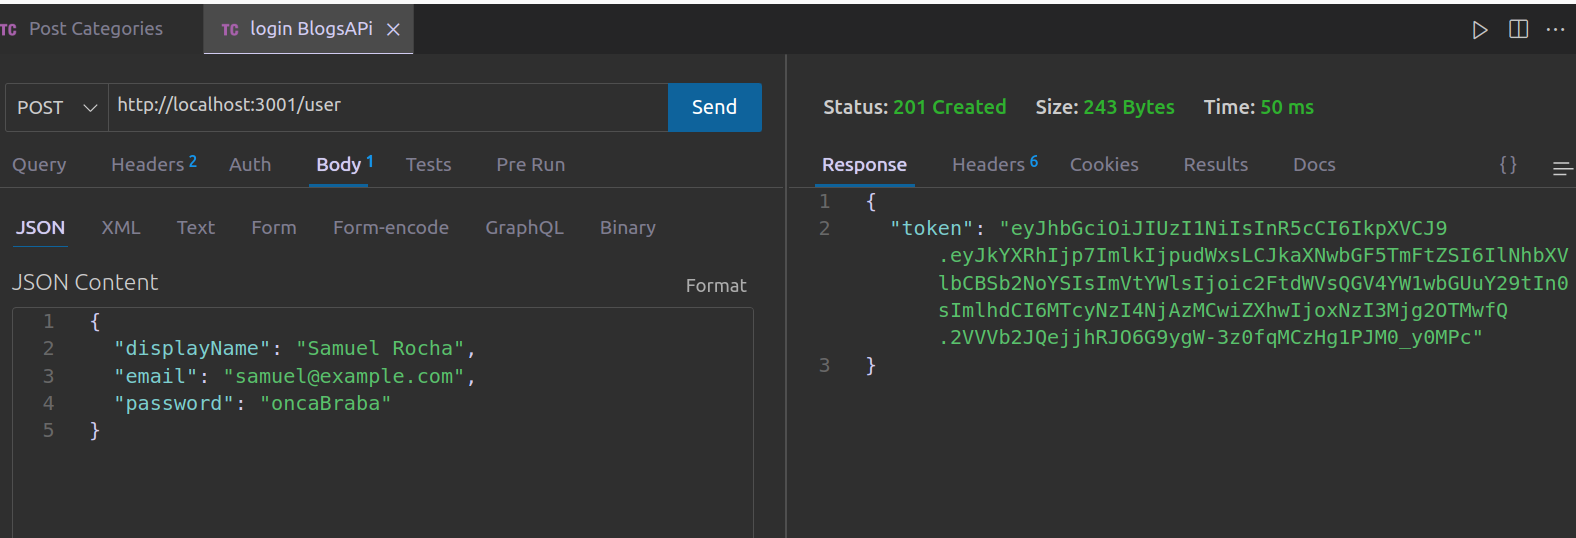 TC Post Categories TC login BlogsAPi
POST http://localhost:3001/user Send
Query Headers 2 Auth Body 1 Tests Pre Run
JSON XML Text Form Form-encode GraphQL Binary
JSON Content Format
1 {
2 "displayName": "Samuel Rocha",
3 "email": "samuel@example.com",
4 "password": "oncaBraba"
5 }
Status: 201 Created Size: 243 Bytes Time: 50 ms
Response Headers 6 Cookies Results Docs {}
1 {
2 "token": "eyJhbGciOiJIUzI1NiIsInR5cCI6IkpXVCJ9
.eyJkYXRhIjp7ImlkIjpudWxsLCJkaXNwbGF5TmFtZSI6IlNhbXV
lbCBSb2NoYSIsImVtYWlsIjoic2FtdWVsQGV4YW1wbGUuY29tIn0
sImlhdCI6MTcyNzI4NjAzMCwiZXhwIjoxNzI3Mjg2OTMwfQ
.2VVVb2JQejjhRJO6G9ygW-3z0fqMCzHg1PJM0_y0MPc"
3 }